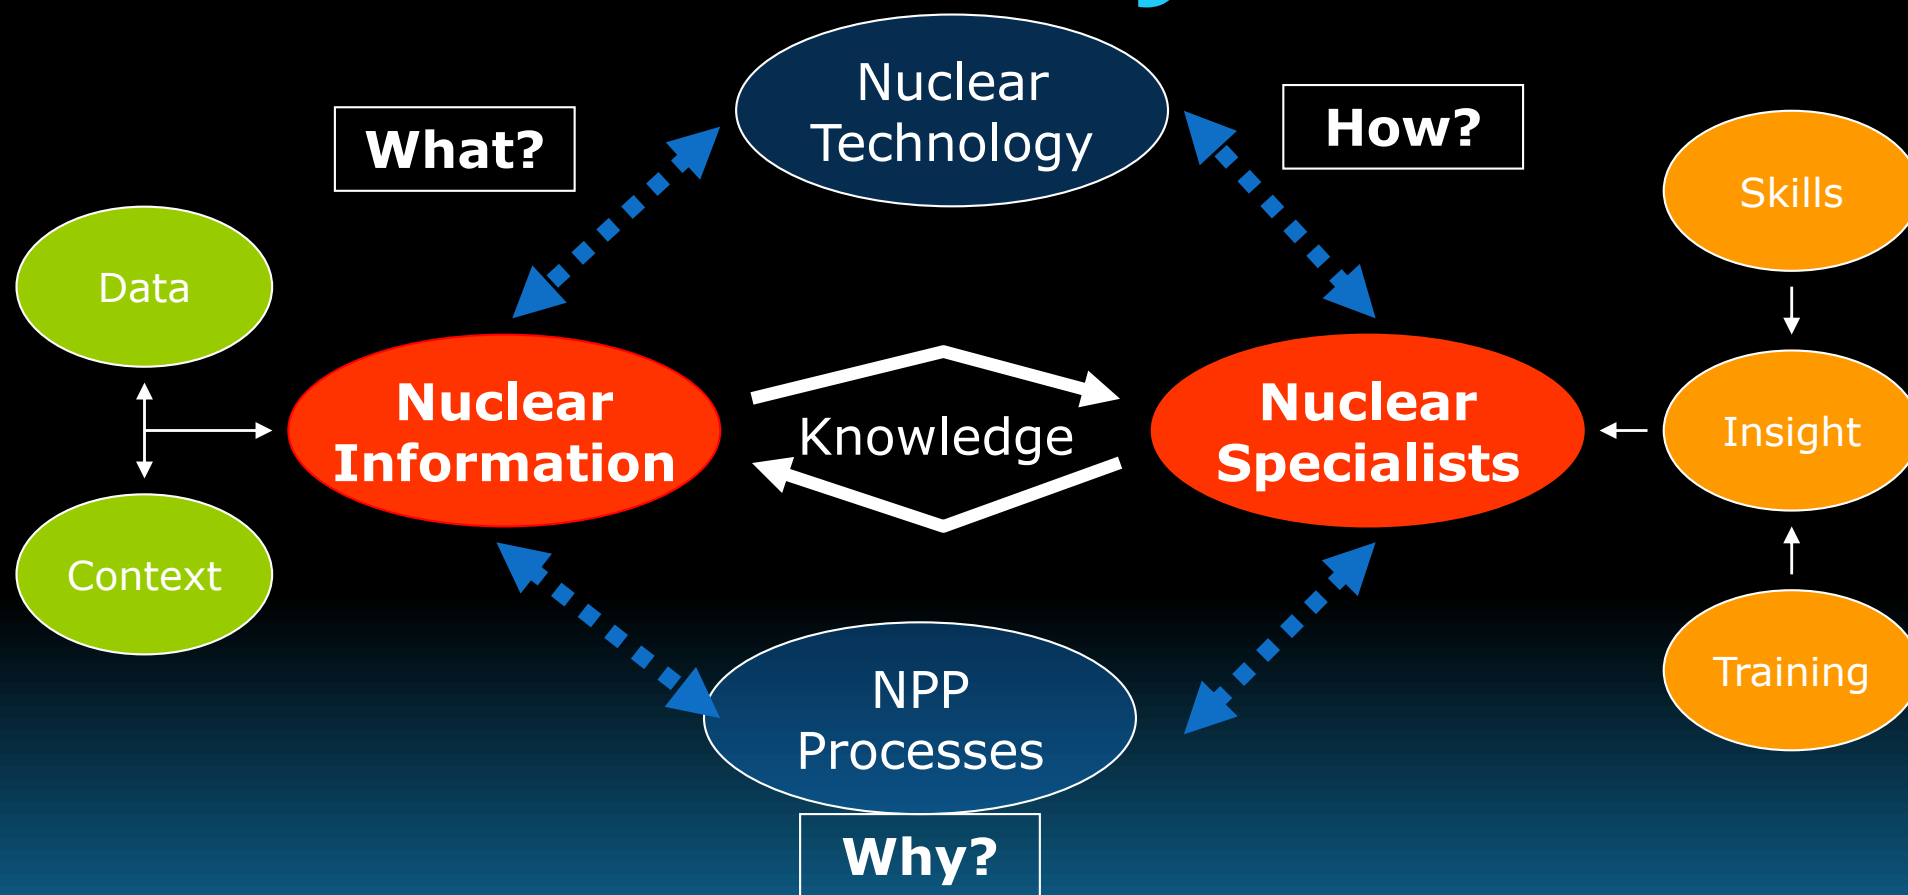 Nuclear
Technology
What?
How?
Skills
Data
Nuclear
Information
Knowledge
Nuclear
Specialists
Insight
Context
NPP
Processes
Training
Why?